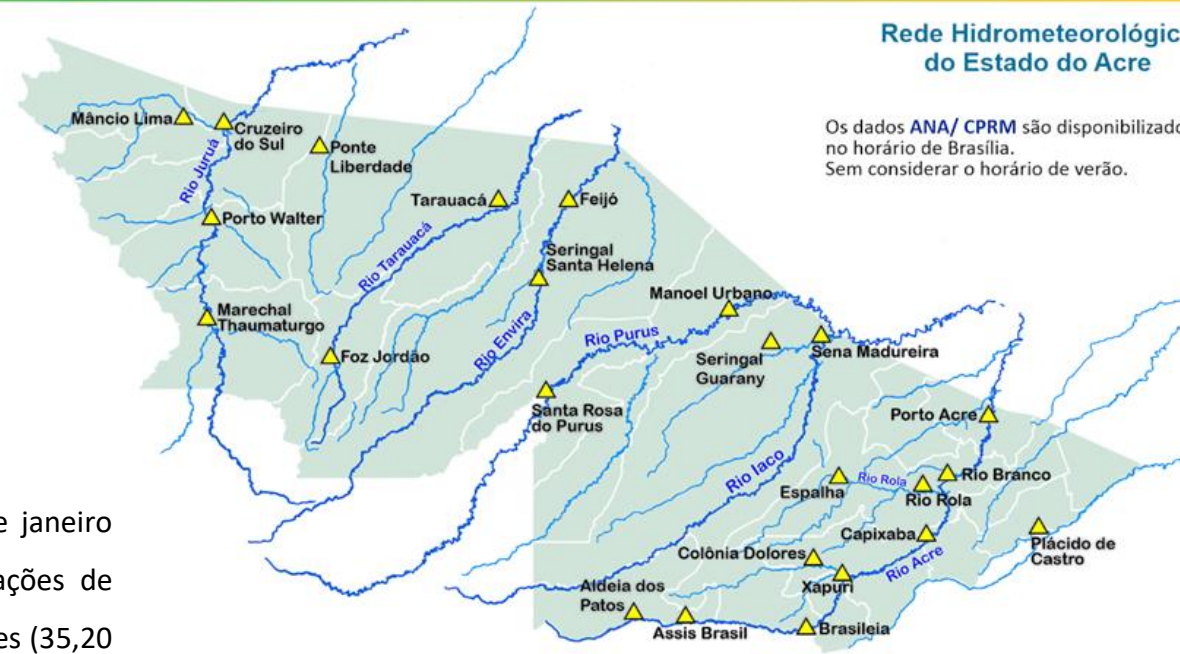 Rede Hidrometeorológic
do Estado do Acre
Os dados ANA/ CPRM são disponibilizado
no horário de Brasília.
Sem considerar o horário de verão.
Mâncio Lima
Cruzeiro
do Sul
Ponte
Liberdade
Rio Juruá
Porto Walter
Tarauacá
Feijó
Rio Tarauacá
Seringal
Santa Helena
Marechal
Thaumaturgo
Foz Jordão
Rio Envira
Manoel Urbano
Rio Purus
Seringal
Guarany
Sena Madureira
Santa Rosa
do Purus
Porto Acre
Rio Iaco
Espalha
Rio Rola
Rio Rola
Rio Branco
Capixaba
Plácido de
Castro
Colônia Dolores
Rio Acre
Xapuri
Aldeia dos
Patos
Assis Brasil
Brasileia
e janeiro
ações de
es (35,20